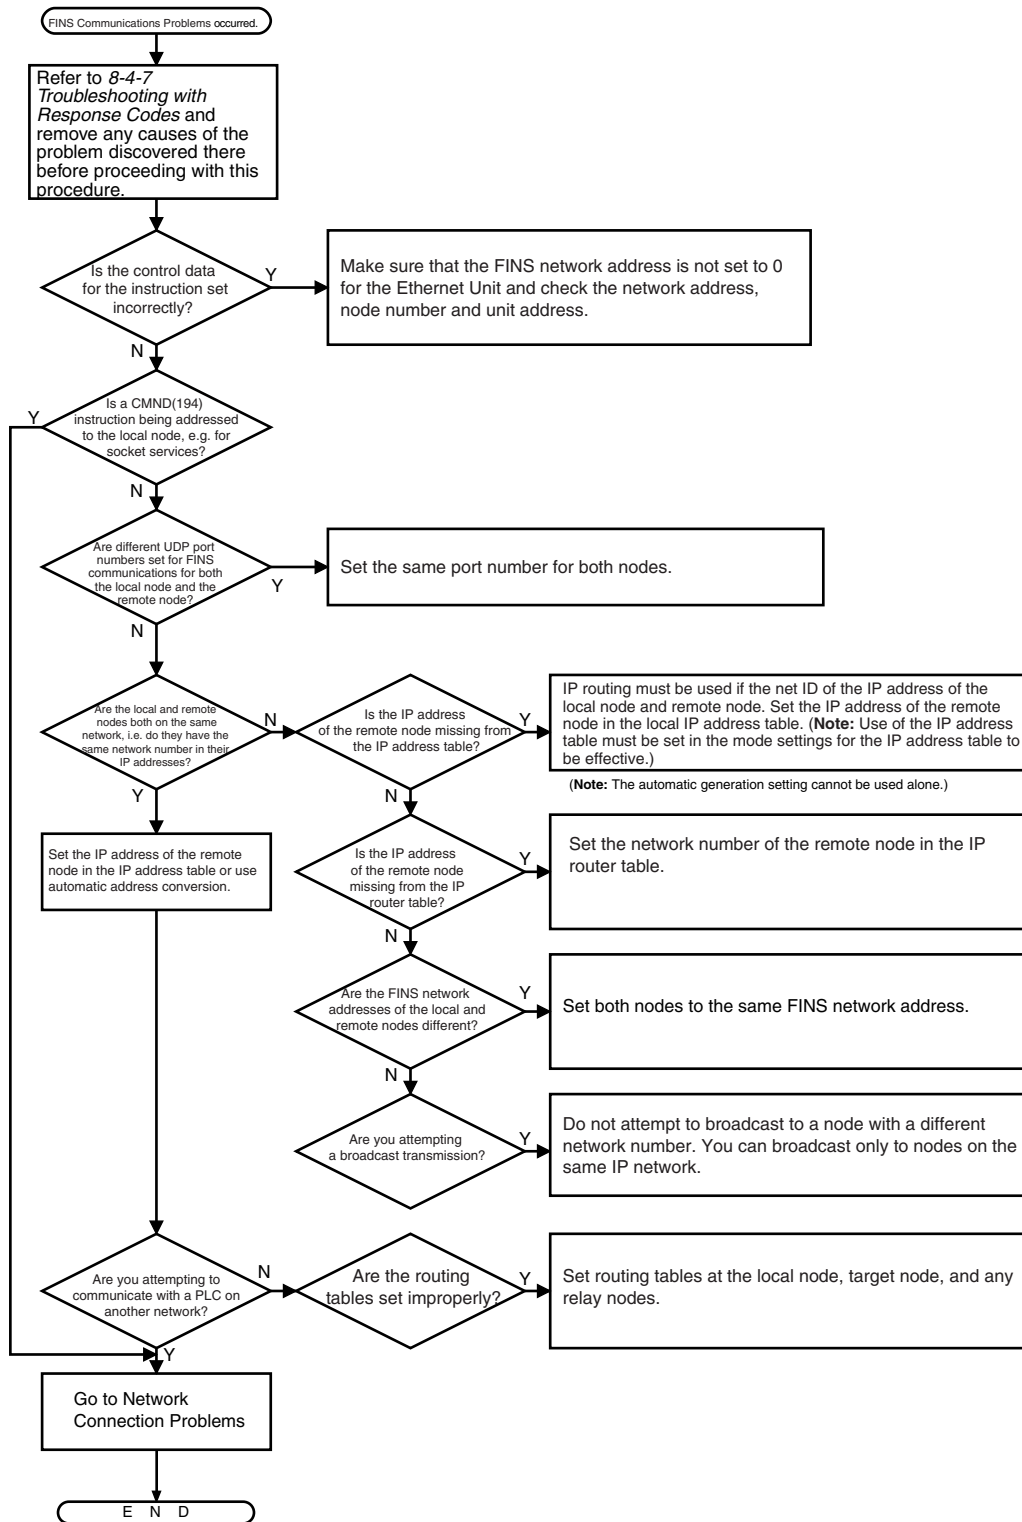 FINS Communications Problems occurred.
Refer to 8-4-7
Troubleshooting with
Response Codes and
remove any causes of the
problem discovered there
before proceeding with this
procedure.
Is the control data
for the instruction set
incorrectly?
Y
Make sure that the FINS network address is not set to 0
for the Ethernet Unit and check the network address,
node number and unit address.
N
Is a CMND(194)
instruction being addressed
to the local node, e.g. for
socket services?
Y
N
Are different UDP port
numbers set for FINS
communications for both
the local node and the
remote node?
Y
Set the same port number for both nodes.
N
Are the local and remote
nodes both on the same
network, i.e. do they have the
same network number in their
IP addresses?
N
Is the IP address
of the remote node missing from
the IP address table?
Y
IP routing must be used if the net ID of the IP address of the
local node and remote node. Set the IP address of the remote
node in the local IP address table. (Note: Use of the IP address
table must be set in the mode settings for the IP address table to
be effective.)
(Note: The automatic generation setting cannot be used alone.)
Y
N
Set the IP address of the remote
node in the IP address table or use
automatic address conversion.
Is the IP address
of the remote node
missing from the IP
router table?
Y
Set the network number of the remote node in the IP
router table.
N
Are the FINS network
addresses of the local and
remote nodes different?
Y
Set both nodes to the same FINS network address.
N
Are you attempting
a broadcast transmission?
Y
Do not attempt to broadcast to a node with a different
network number. You can broadcast only to nodes on the
same IP network.
Are you attempting to
communicate with a PLC on
another network?
N
Are the routing
tables set improperly?
Y
Set routing tables at the local node, target node, and any
relay nodes.
Y
Go to Network
Connection Problems
E N D